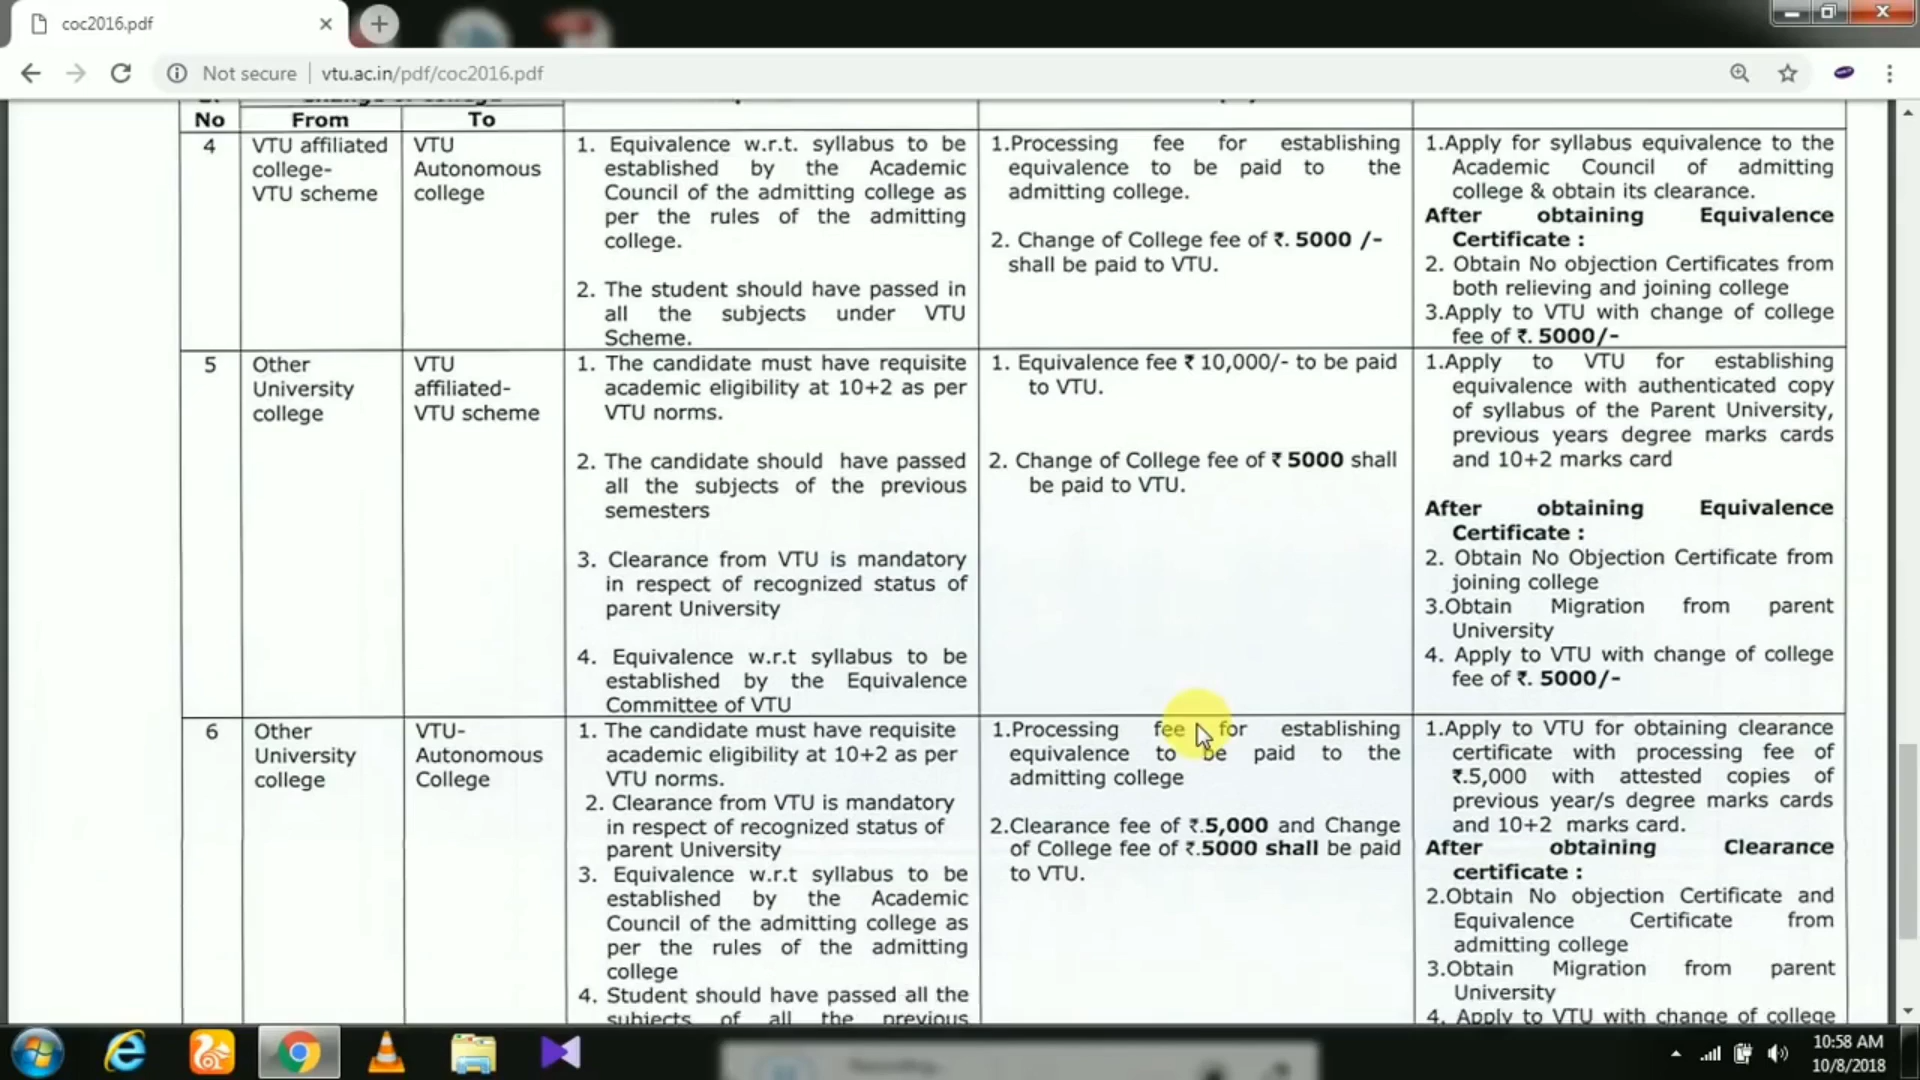 coc2016.pdf
Not secure vtu.ac.in/pdf/coc2016.pdf
No From To
4
VTU affiliated
college-
VTU scheme
VTU
Autonomous
college
1. Equivalence w.r.t. syllabus to be
established by the Academic
Council of the admitting college as
per the rules of the admitting
college.
2. The student should have passed in
all the subjects under VTU
Scheme.
1.Processing fee for establishing
equivalence to be paid to the
admitting college.
2. Change of College fee of ₹. 5000 /-
shall be paid to VTU.
1.Apply for syllabus equivalence to the
Academic Council of admitting
college & obtain its clearance.
After obtaining Equivalence
Certificate :
2. Obtain No objection Certificates from
both relieving and joining college
3.Apply to VTU with change of college
fee of ₹. 5000/-
5
Other
University
college
VTU
affiliated-
VTU scheme
1. The candidate must have requisite
academic eligibility at 10+2 as per
VTU norms.
2. The candidate should have passed
all the subjects of the previous
semesters
3. Clearance from VTU is mandatory
in respect of recognized status of
parent University
4. Equivalence w.r.t syllabus to be
established by the Equivalence
Committee of VTU
1. Equivalence fee ₹ 10,000/- to be paid
to VTU.
2. Change of College fee of ₹ 5000 shall
be paid to VTU.
1.Apply to VTU for establishing
equivalence with authenticated copy
of syllabus of the Parent University,
previous years degree marks cards
and 10+2 marks card
After obtaining Equivalence
Certificate :
2. Obtain No Objection Certificate from
joining college
3.Obtain Migration from parent
University
4. Apply to VTU with change of college
fee of ₹. 5000/-
6
Other
University
college
VTU-
Autonomous
College
1. The candidate must have requisite
academic eligibility at 10+2 as per
VTU norms.
2. Clearance from VTU is mandatory
in respect of recognized status of
parent University
3. Equivalence w.r.t syllabus to be
established by the Academic
Council of the admitting college as
per the rules of the admitting
college
4. Student should have passed all the
subjects of all the previous
1.Processing fee for establishing
equivalence to be paid to the
admitting college
2.Clearance fee of ₹.5,000 and Change
of College fee of ₹.5000 shall be paid
to VTU.
1.Apply to VTU for obtaining clearance
certificate with processing fee of
₹.5,000 with attested copies of
previous year/s degree marks cards
and 10+2 marks card.
After obtaining Clearance
certificate :
2.Obtain No objection Certificate and
Equivalence Certificate from
admitting college
3.Obtain Migration from parent
University
4. Apply to VTU with change of college
10:58 AM
10/8/2018